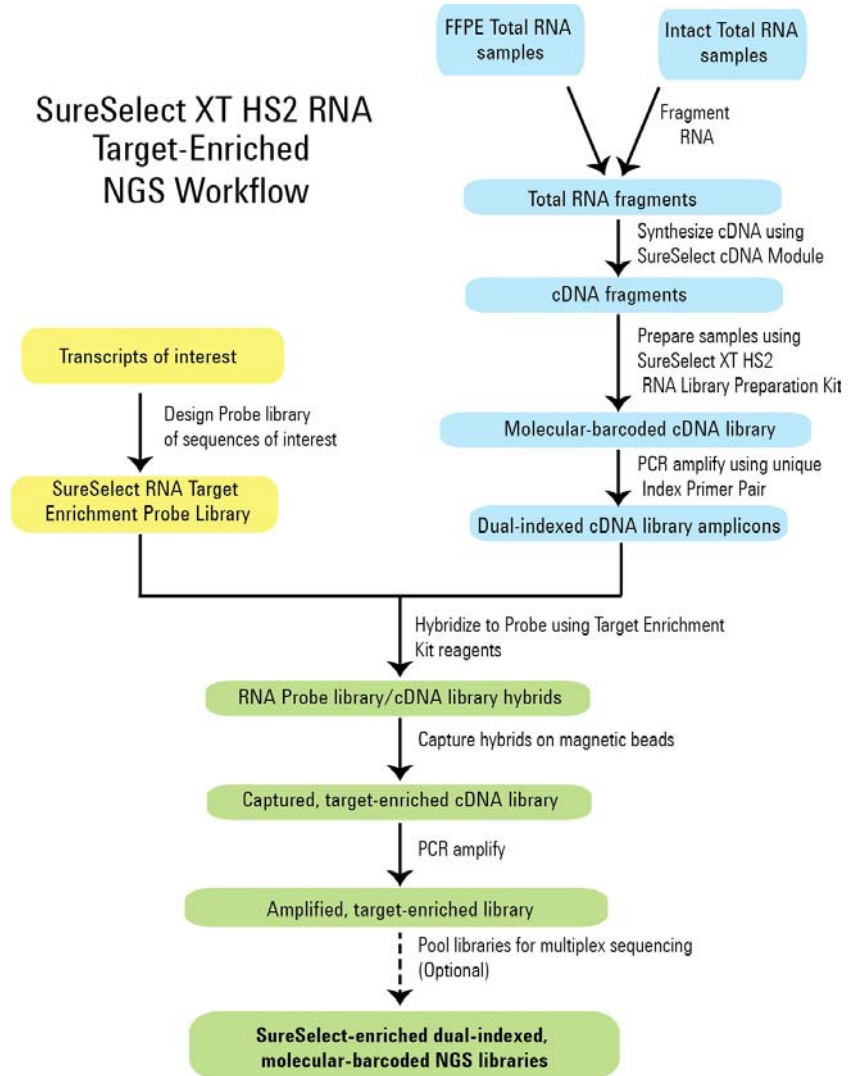 SureSelect XT HS2 RNA
Target-Enriched
NGS Workflow
FFPE Total RNA
samples
Intact Total RNA
samples
Fragment
RNA
Total RNA fragments
Synthesize cDNA using
SureSelect cDNA Module
cDNA fragments
Prepare samples using
SureSelect XT HS2
RNA Library Preparation Kit
Molecular-barcoded cDNA library
PCR amplify using unique
Index Primer Pair
Dual-indexed cDNA library amplicons
Transcripts of interest
Design Probe library
of sequences of interest
SureSelect RNA Target
Enrichment Probe Library
Hybridize to Probe using Target Enrichment
Kit reagents
RNA Probe library/cDNA library hybrids
Capture hybrids on magnetic beads
Captured, target-enriched cDNA library
PCR amplify
Amplified, target-enriched library
Pool libraries for multiplex sequencing
(Optional)
SureSelect-enriched dual-indexed,
molecular-barcoded NGS libraries